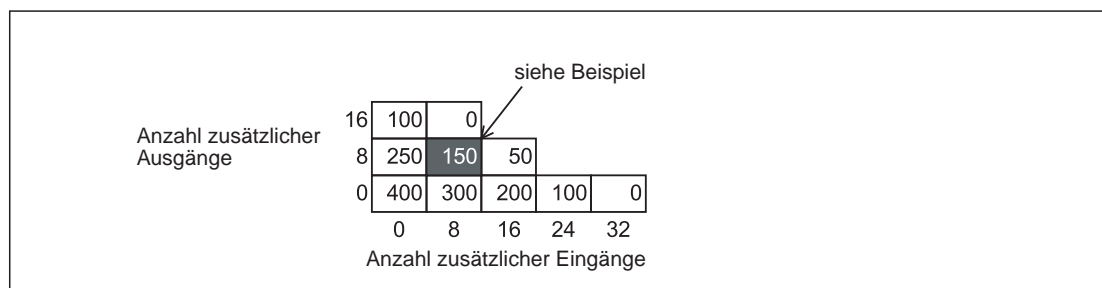 siehe Beispiel
Anzahl zusätzlicher
Ausgänge
16 100 0
8 250 150 50
0 400 300 200 100 0
0 8 16 24 32
Anzahl zusätzlicher Eingänge